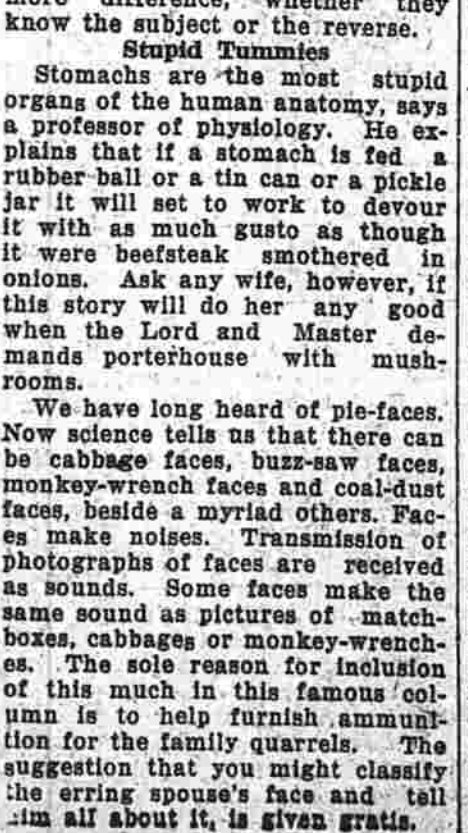 more difference, whether they
know the subject or the reverse.
Stupid Tummies
Stomachs are the most stupid
organs of the human anatomy, says
a professor of physiology. He ex-
plains that if a stomach is fed a
rubber ball or a tin can or a pickle
jar it will set to work to devour
it with as much gusto as though
it were beefsteak smothered in
onions. Ask any wife, however, if
this story will do her any good
when the Lord and Master de-
mands porterhouse with mush-
rooms.
We have long heard of pie-faces.
Now science tells us that there can
be cabbage faces, buzz-saw faces,
monkey-wrench faces and coal-dust
faces, beside a myriad others. Fac-
es make noises. Transmission of
photographs of faces are received
as sounds. Some faces make the
same sound as pictures of match-
boxes, cabbages or monkey-wrench-
es. The sole reason for inclusion
of this much in this famous col-
umn is to help furnish ammuni-
tion for the family quarrels. The
suggestion that you might classify
the erring spouse's face and tell
him all about it, is given gratis.